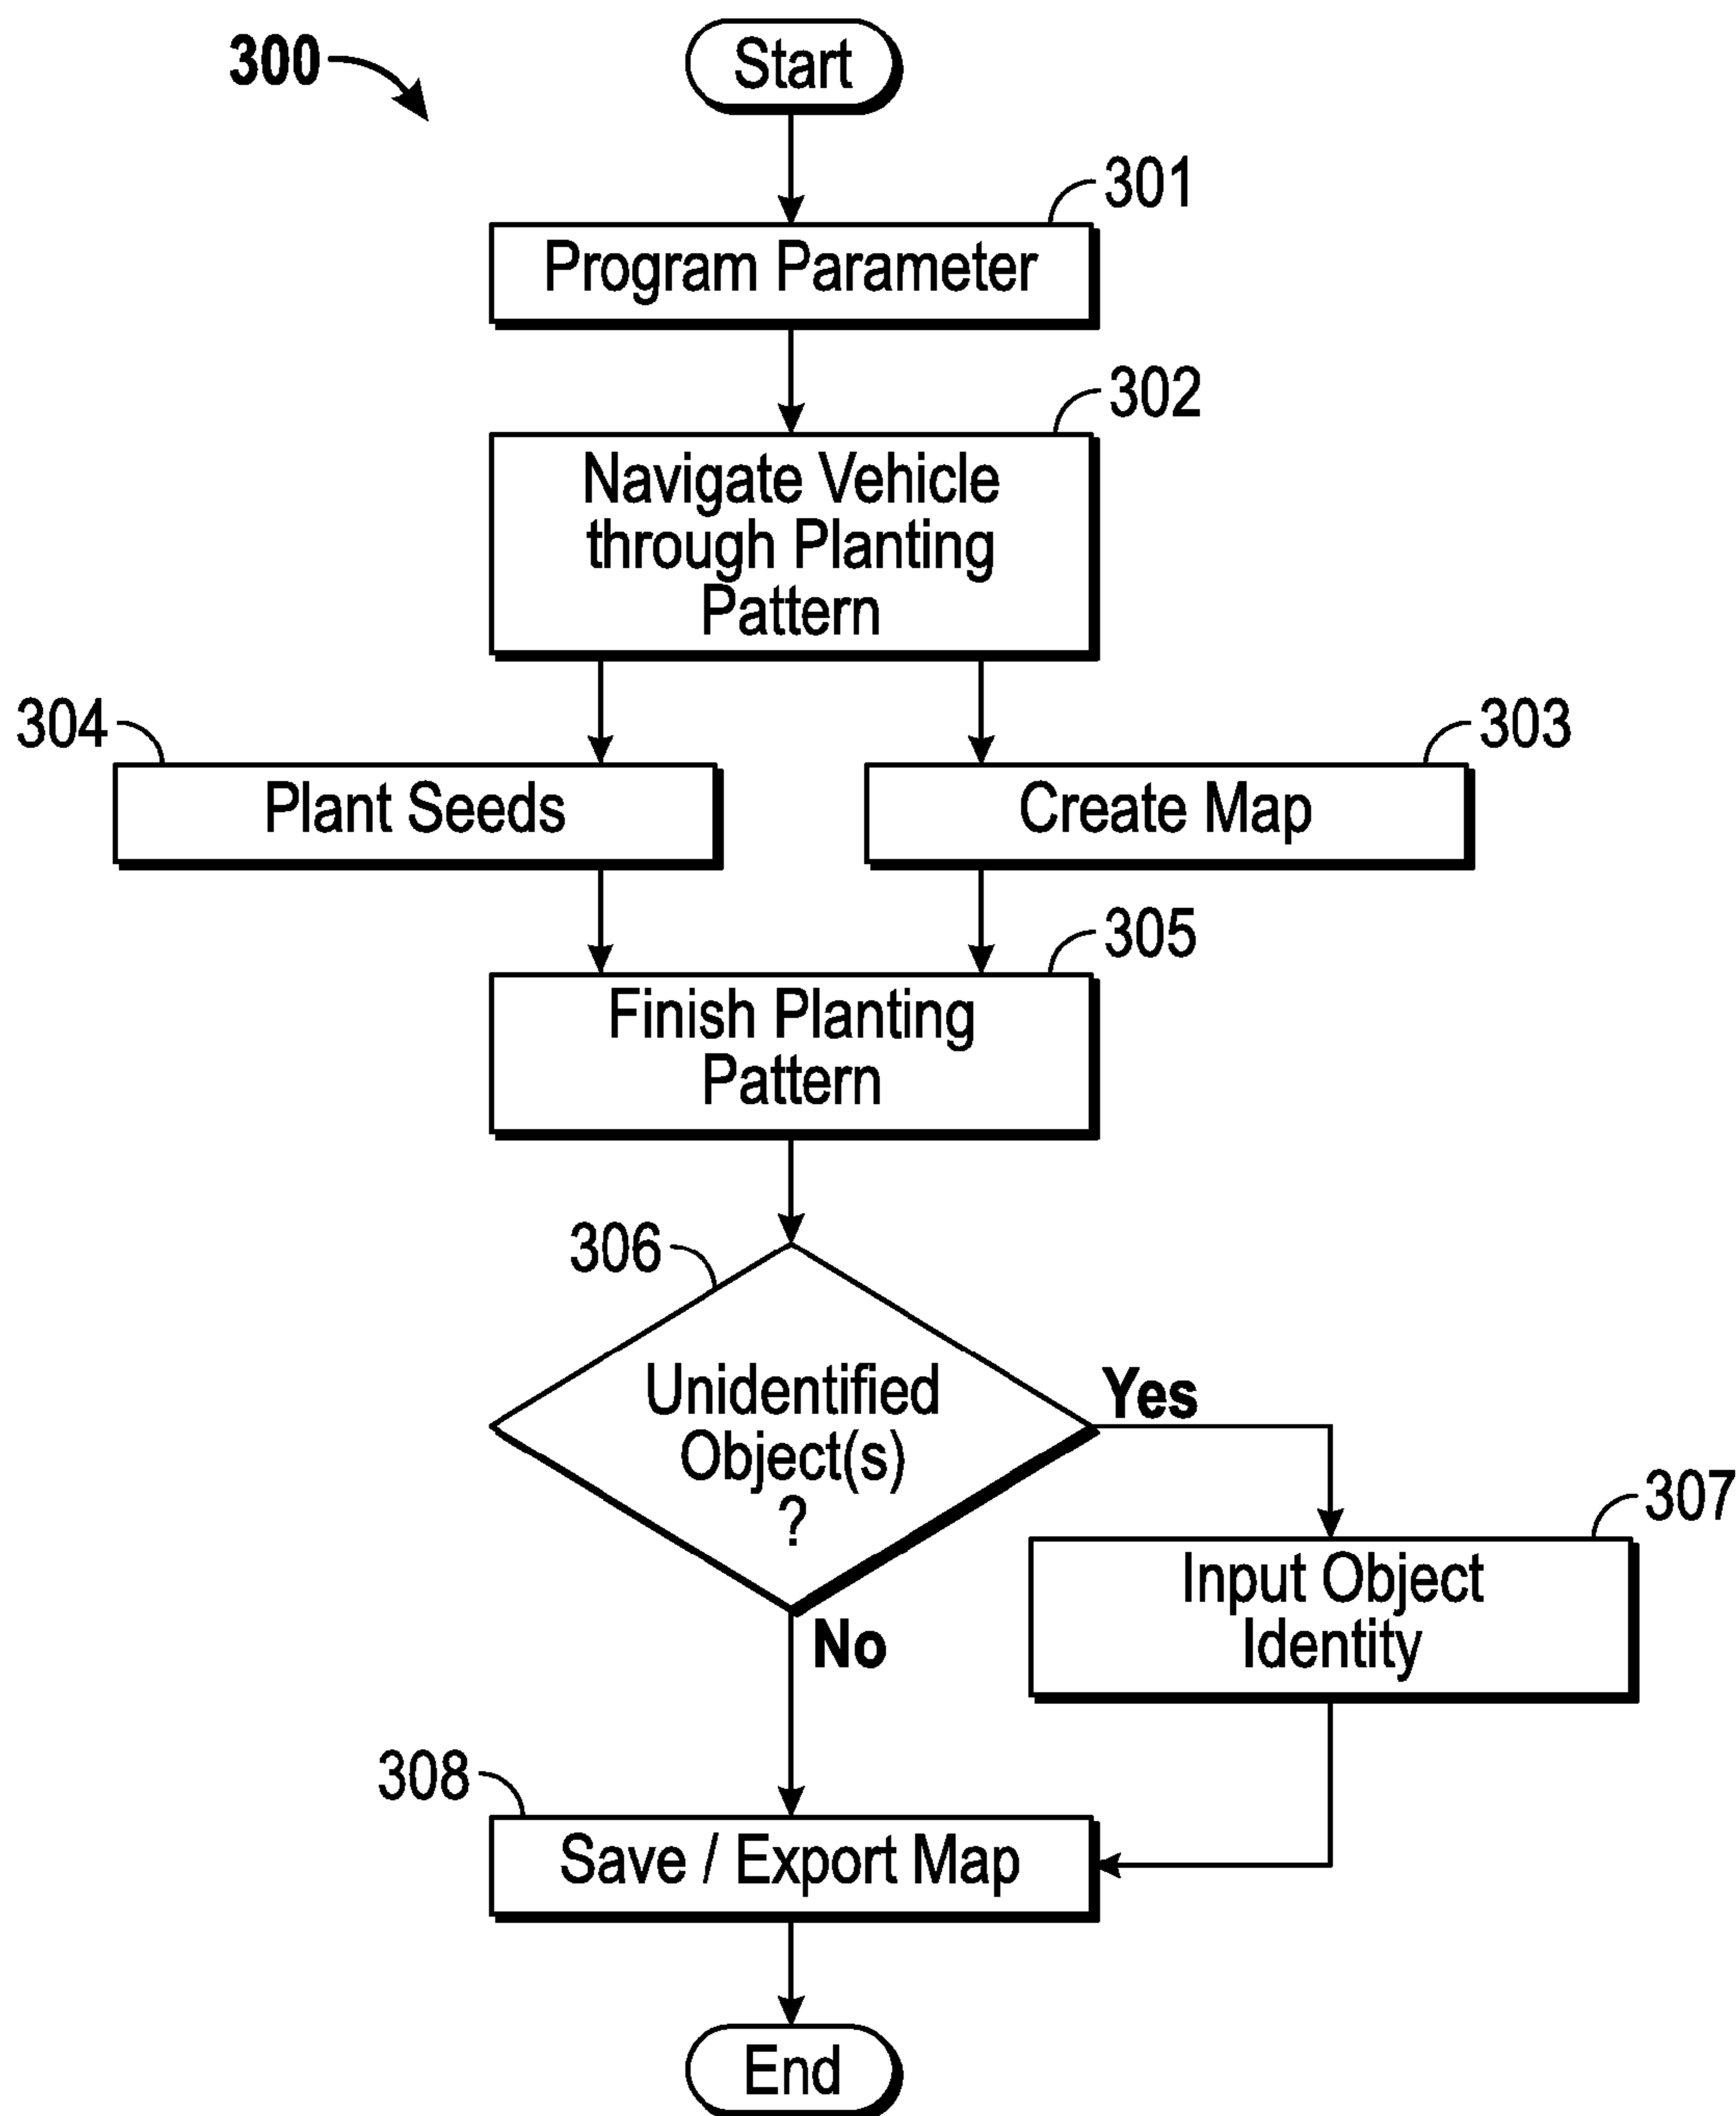 300
Start
301
Program Parameter
302
Navigate Vehicle
through Planting
Pattern
304
303
Plant Seeds
Create Map
305
Finish Planting
Pattern
306
Unidentified
Object(s)
?
Yes
307
Input Object
Identity
No
308
Save / Export Map
End